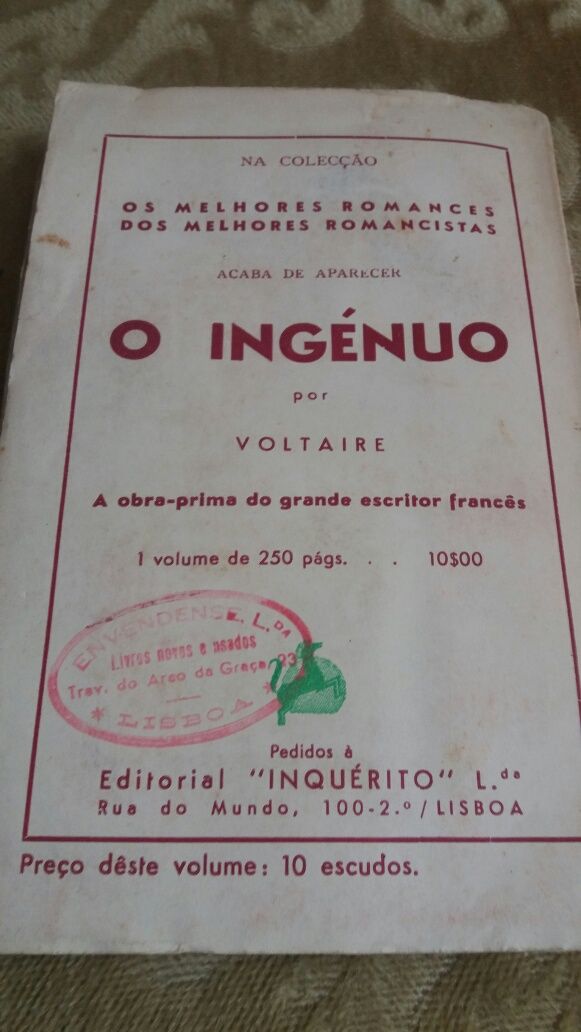 NA COLECÇÃO
OS MELHORES ROMANCES
DOS MELHORES ROMANCISTAS
ACABA DE APARECER
O INGÉNUO
por
VOLTAIRE
A obra-prima do grande escritor francês
1 volume de 250 págs. . . 10$00
ENVENDENSE, L.DA
Livros novos e usados
Trav. do Arco da Graça, 23
* LISBOA *
Pedidos à
Editorial "INQUÉRITO" L.da
Rua do Mundo, 100-2.º / LISBOA
Preço dêste volume: 10 escudos.